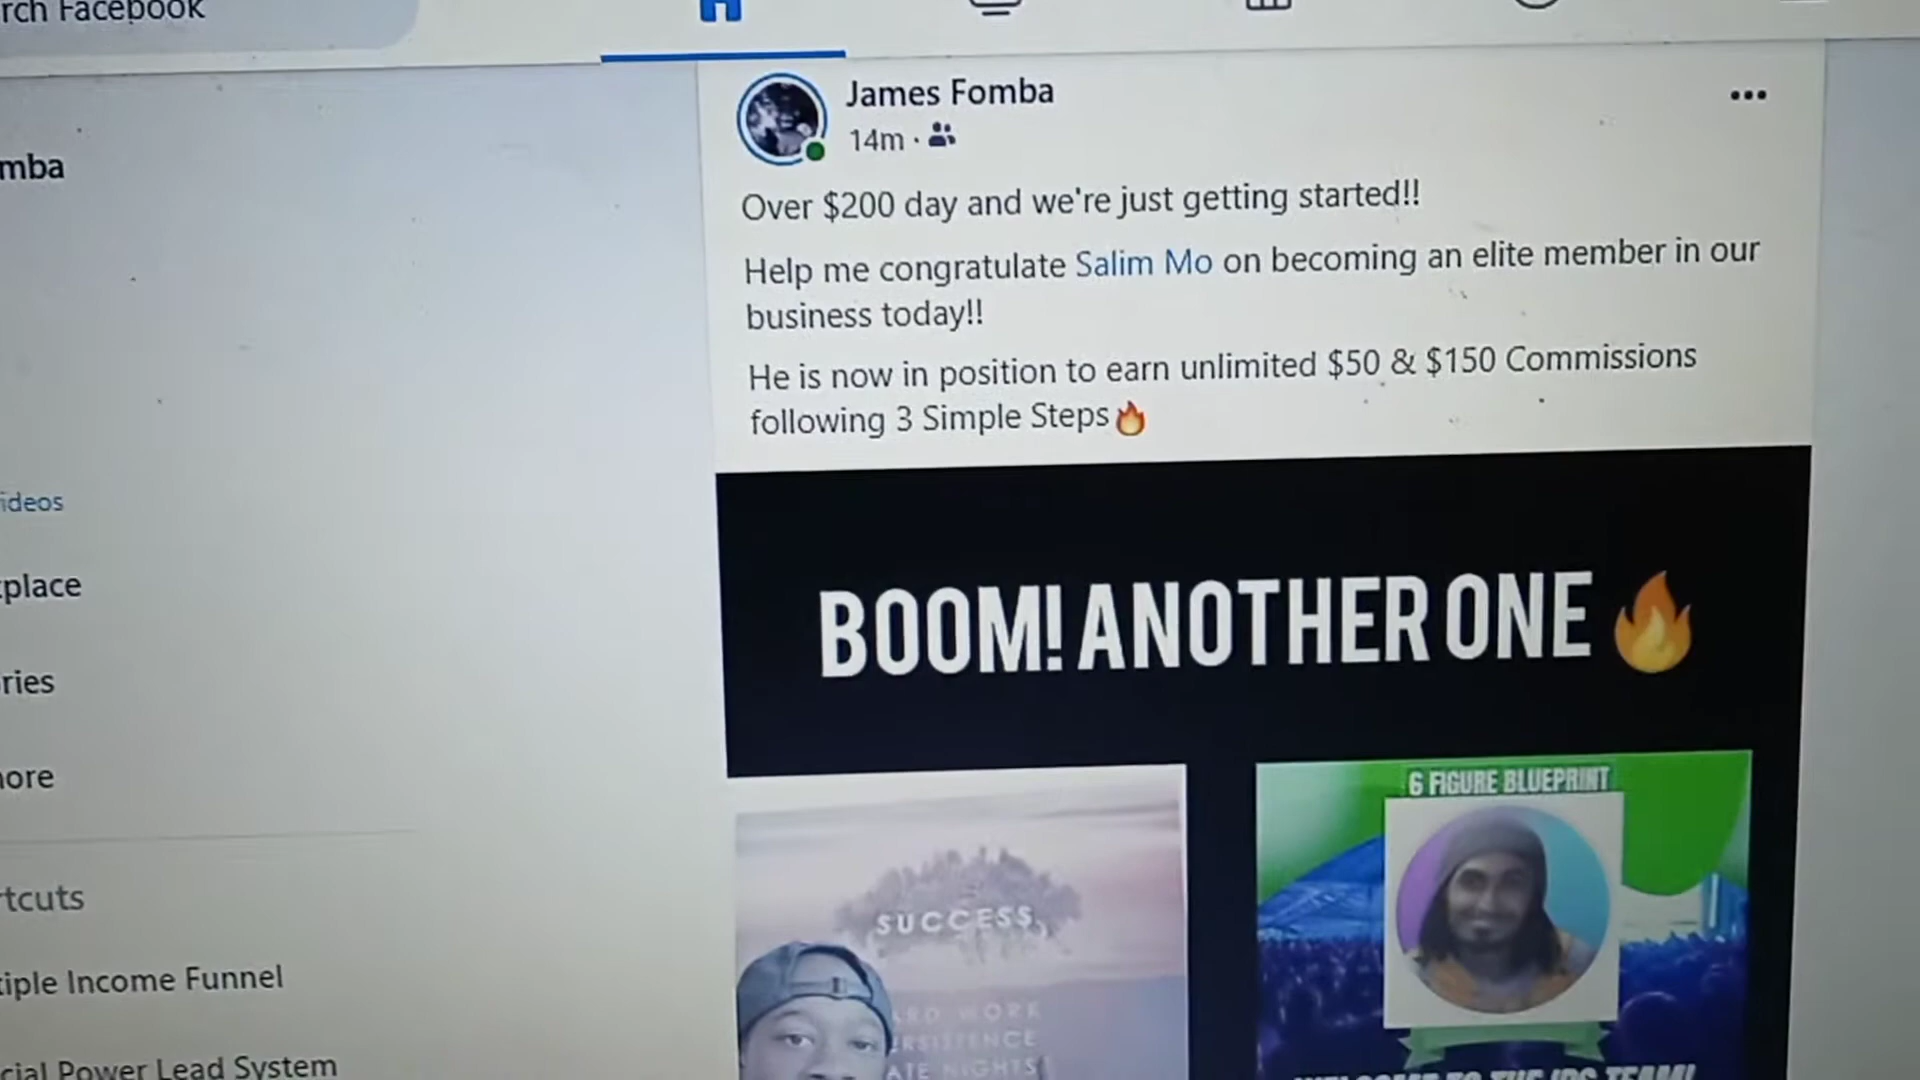 rch Facebook
James Fomba
14m
Over $200 day and we're just getting started!!
Help me congratulate Salim Mo on becoming an elite member in our
business today!!
He is now in position to earn unlimited $50 & $150 Commissions
following 3 Simple Steps🔥
BOOM! ANOTHER ONE 🔥
SUCCESS
6 FIGURE BLUEPRINT
mba
ideos
place
ries
ore
rtcuts
tiple Income Funnel
cial Power Lead System